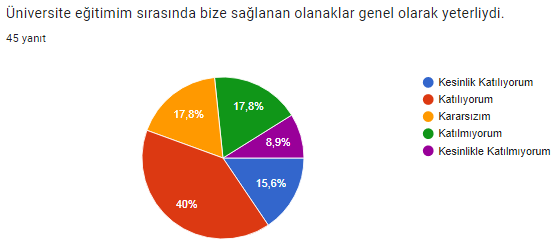 Üniversite eğitimim sırasında bize sağlanan olanaklar genel olarak yeterliydi.
45 yanıt
Kesinlik Katılıyorum
Katılıyorum
Kararsızım
Katılmıyorum
Kesinlikle Katılmıyorum
17,8%
17,8%
8,9%
15,6%
40%